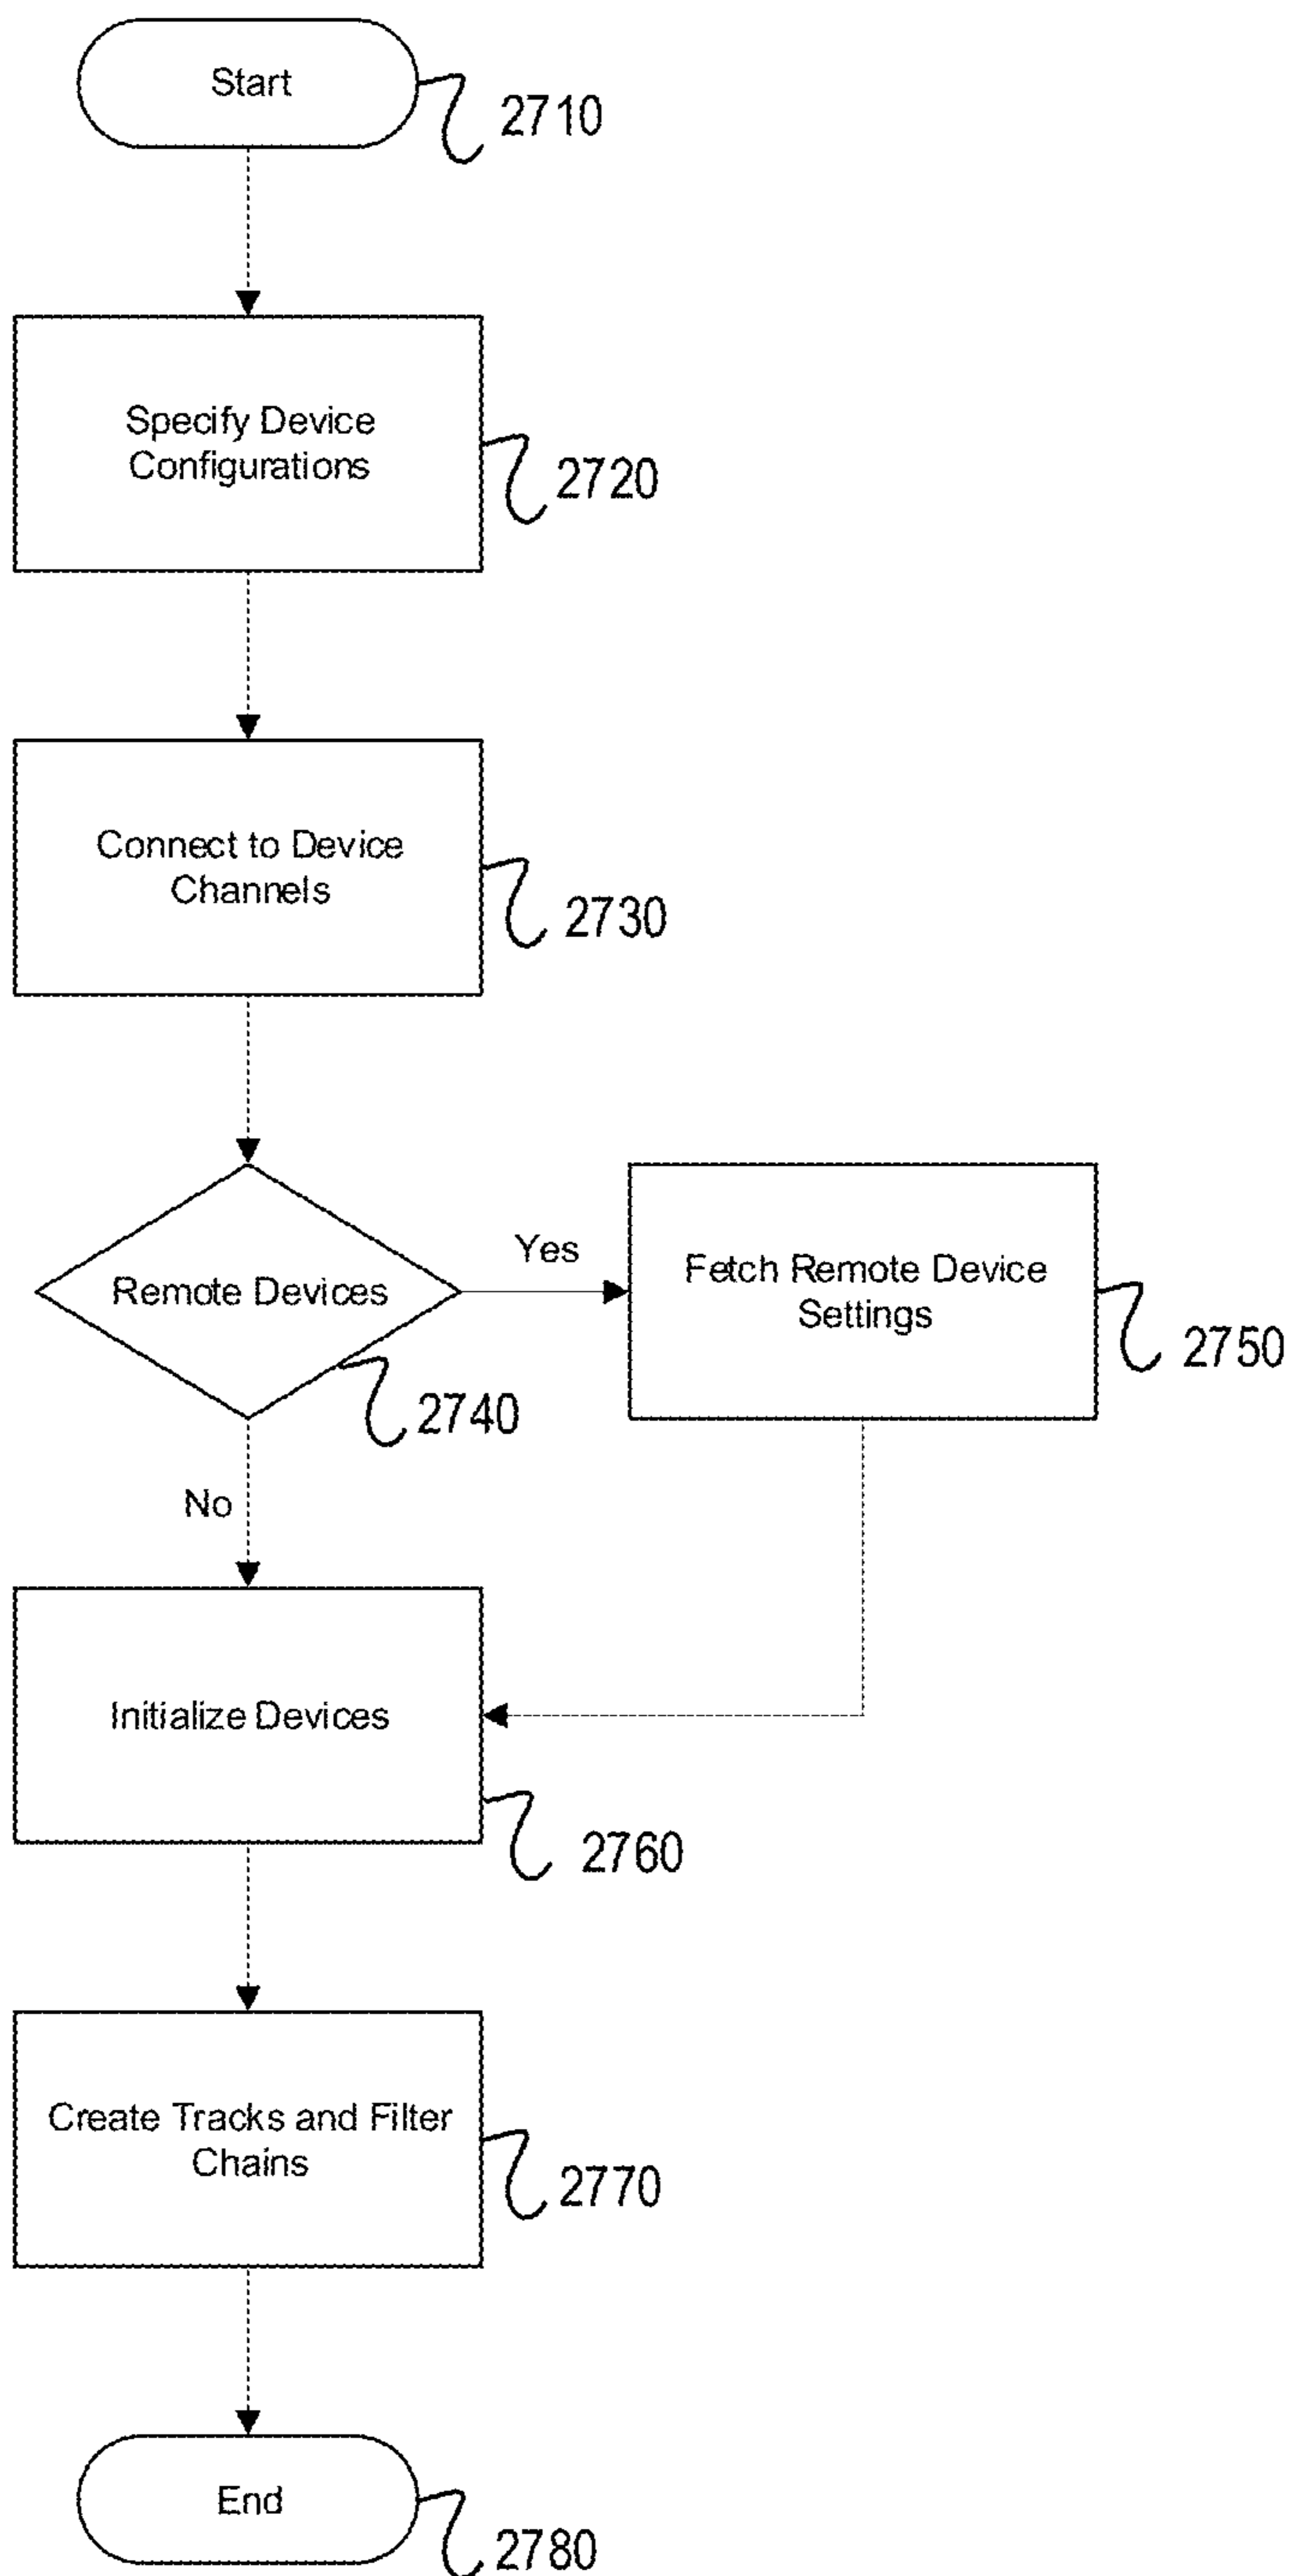 Start
2710
Specify Device
Configurations
2720
Connect to Device
Channels
2730
Remote Devices
2740
Yes
Fetch Remote Device
Settings
2750
No
Initialize Devices
2760
Create Tracks and Filter
Chains
2770
End
2780